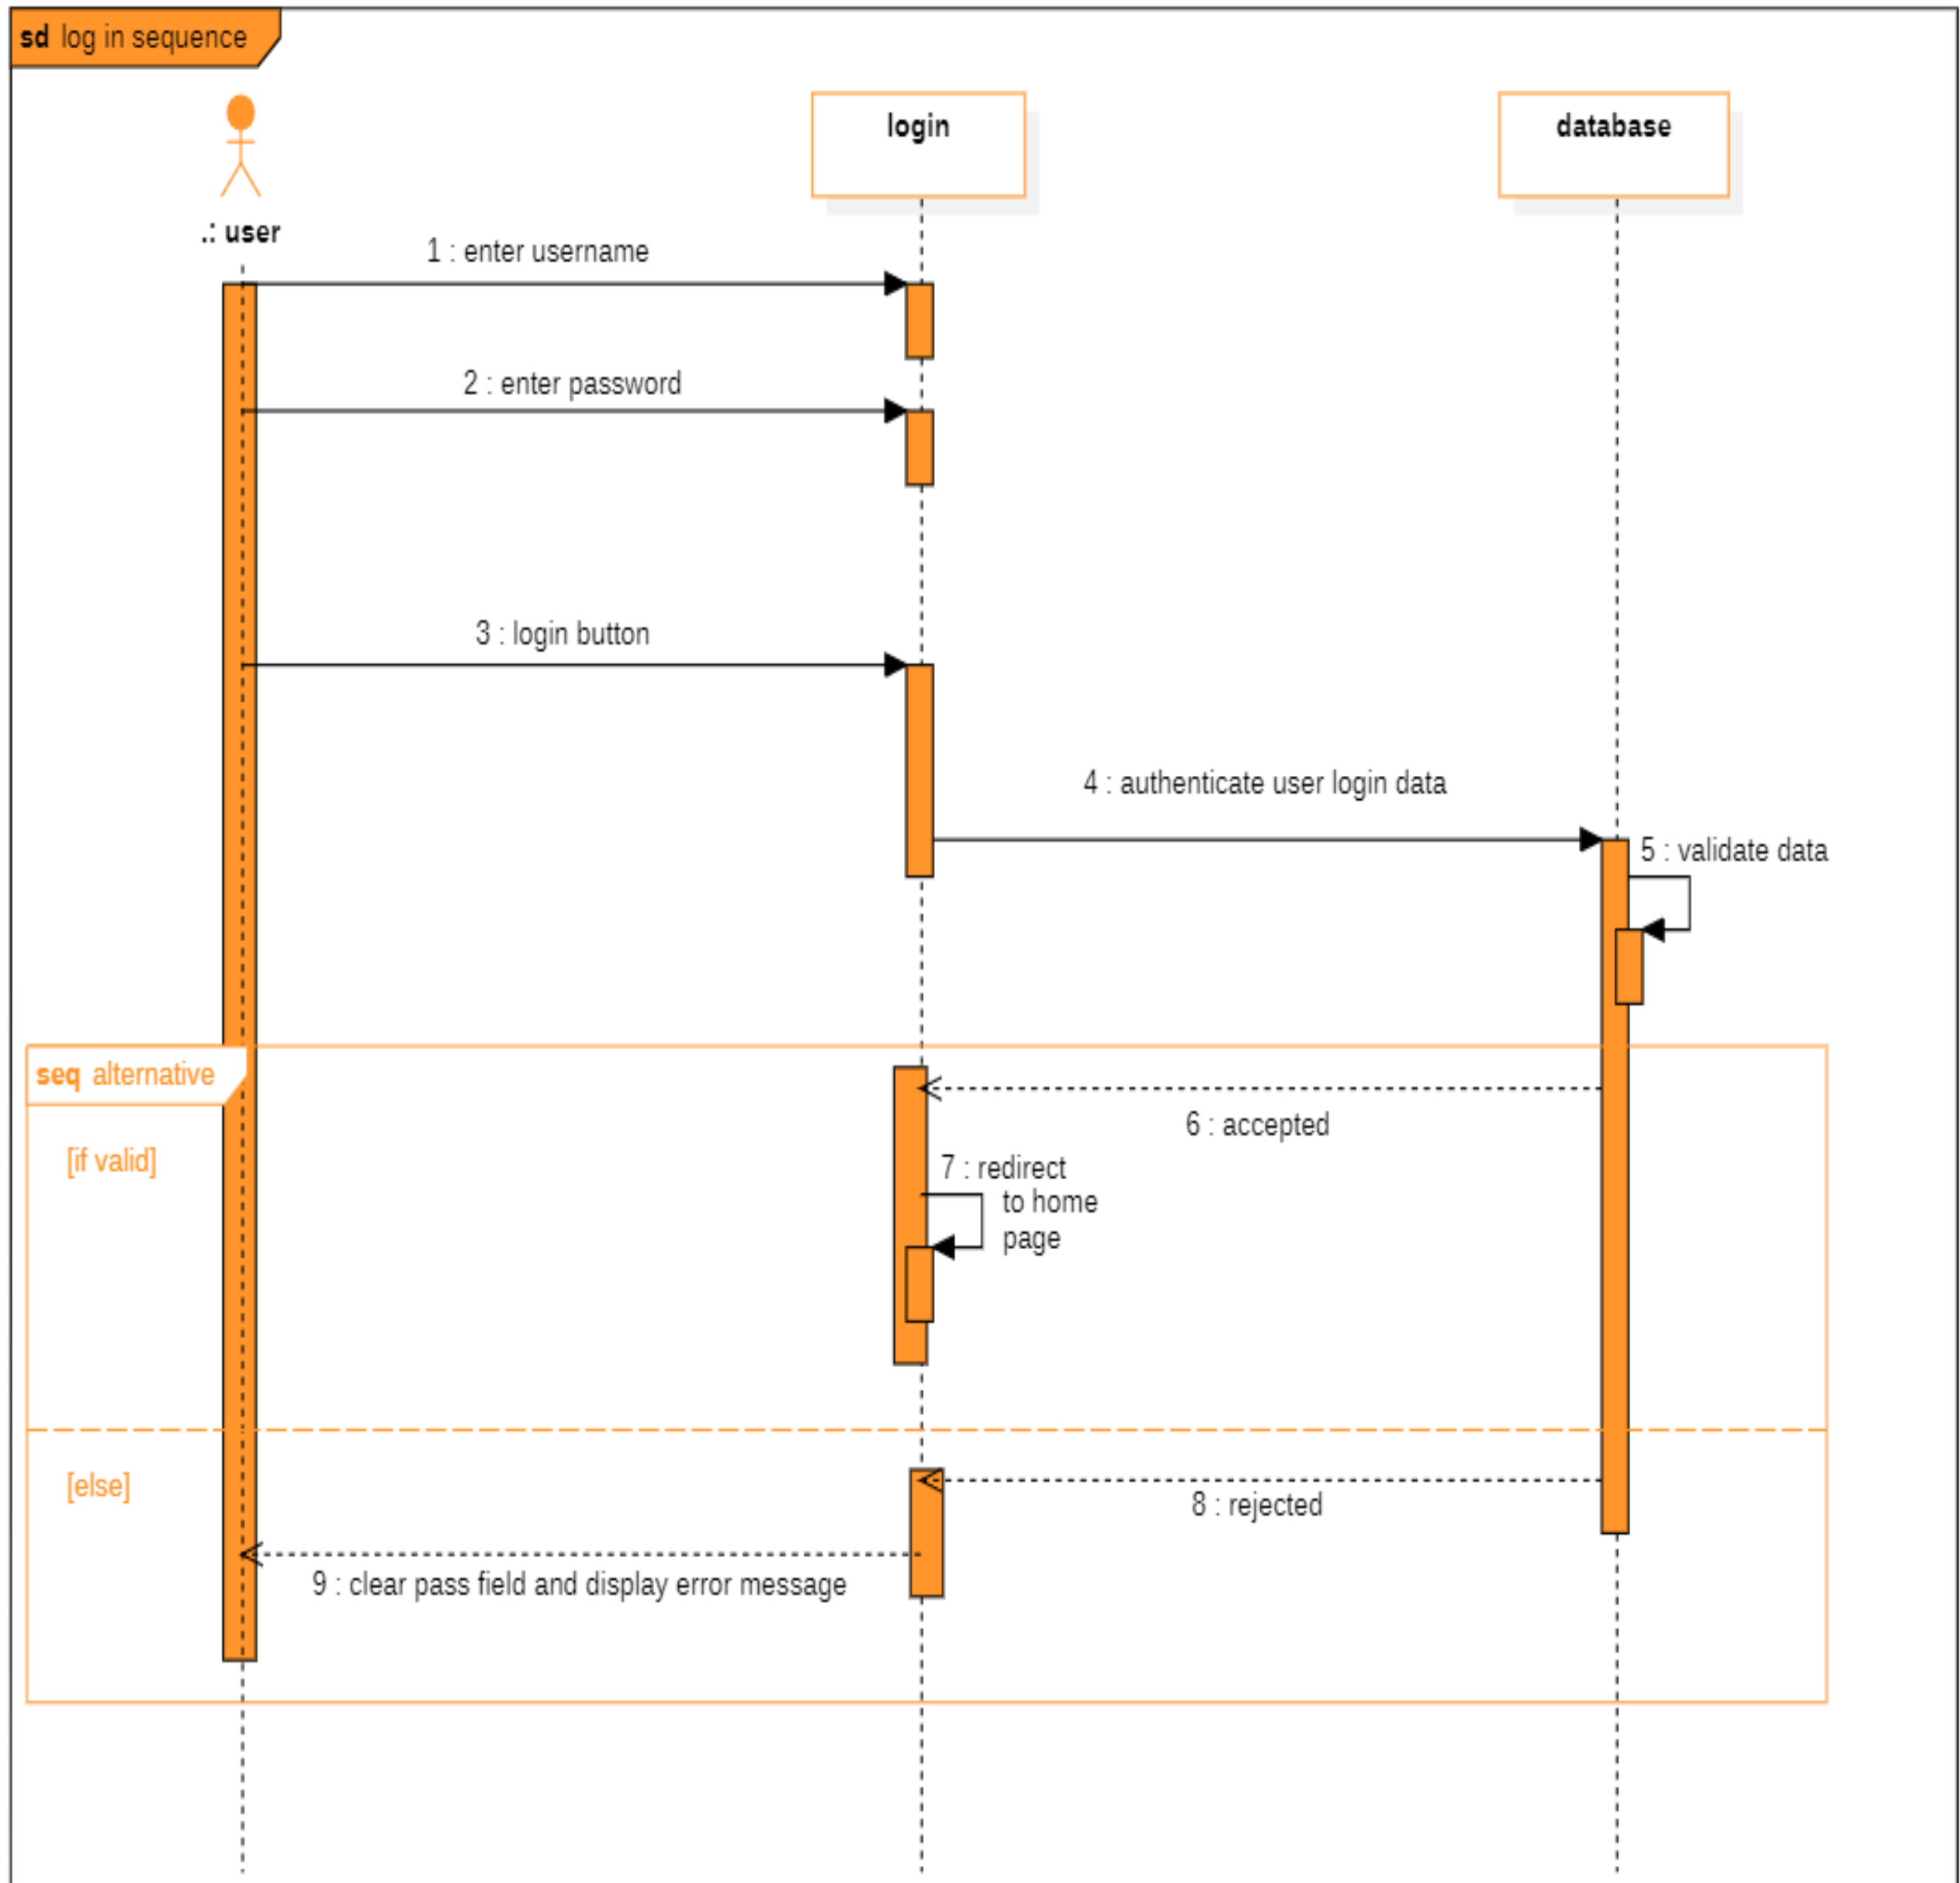 sd log in sequence
login
database
.: user
1 : enter username
2 : enter password
3 : login button
4 : authenticate user login data
5 : validate data
seq alternative
6 : accepted
[if valid]
7 : redirect
to home
page
[else]
8 : rejected
9 : clear pass field and display error message